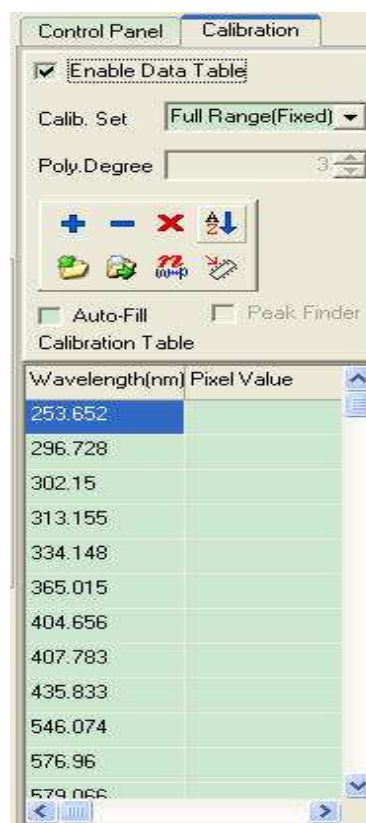 Control Panel Calibration
Enable Data Table
Calib. Set Full Range(Fixed)
Poly.Degree 3
Auto-Fill Peak Finder
Calibration Table
Wavelength(nm) Pixel Value
253.652
296.728
302.15
313.155
334.148
365.015
404.656
407.783
435.833
546.074
576.96
579.066